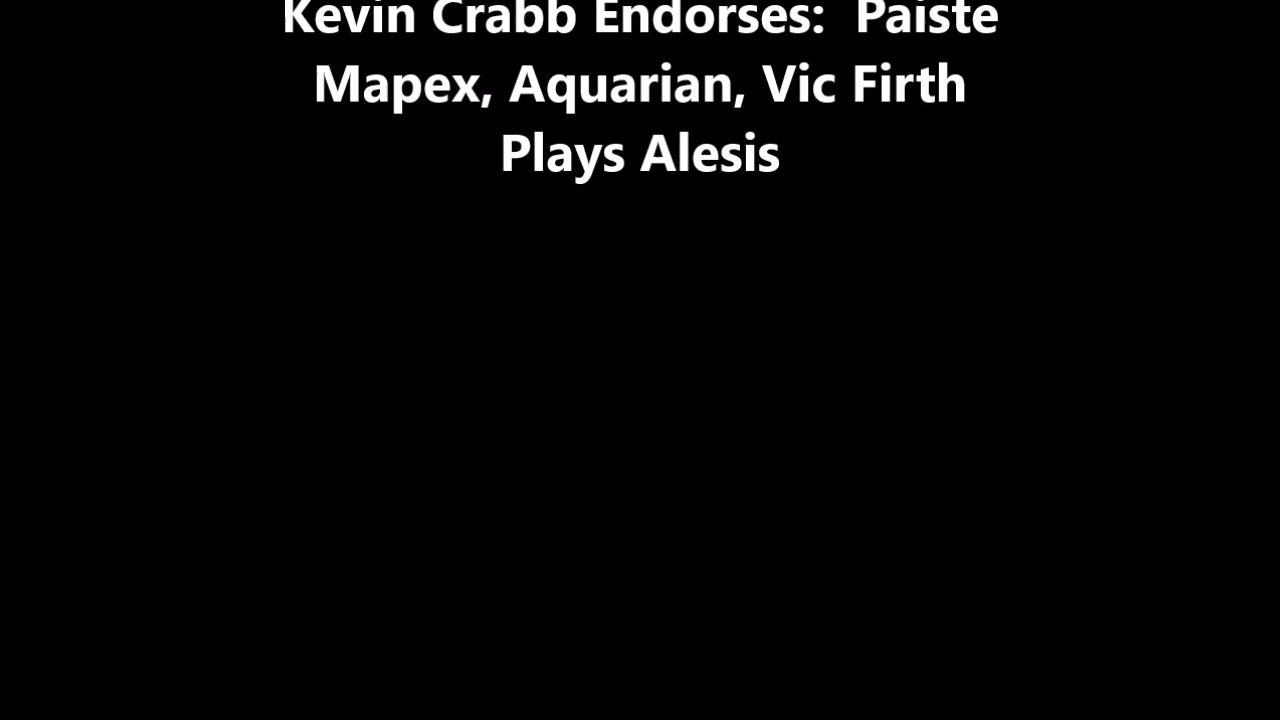 Kevin Crabb Endorses:  Paiste
Mapex, Aquarian, Vic Firth
Plays Alesis